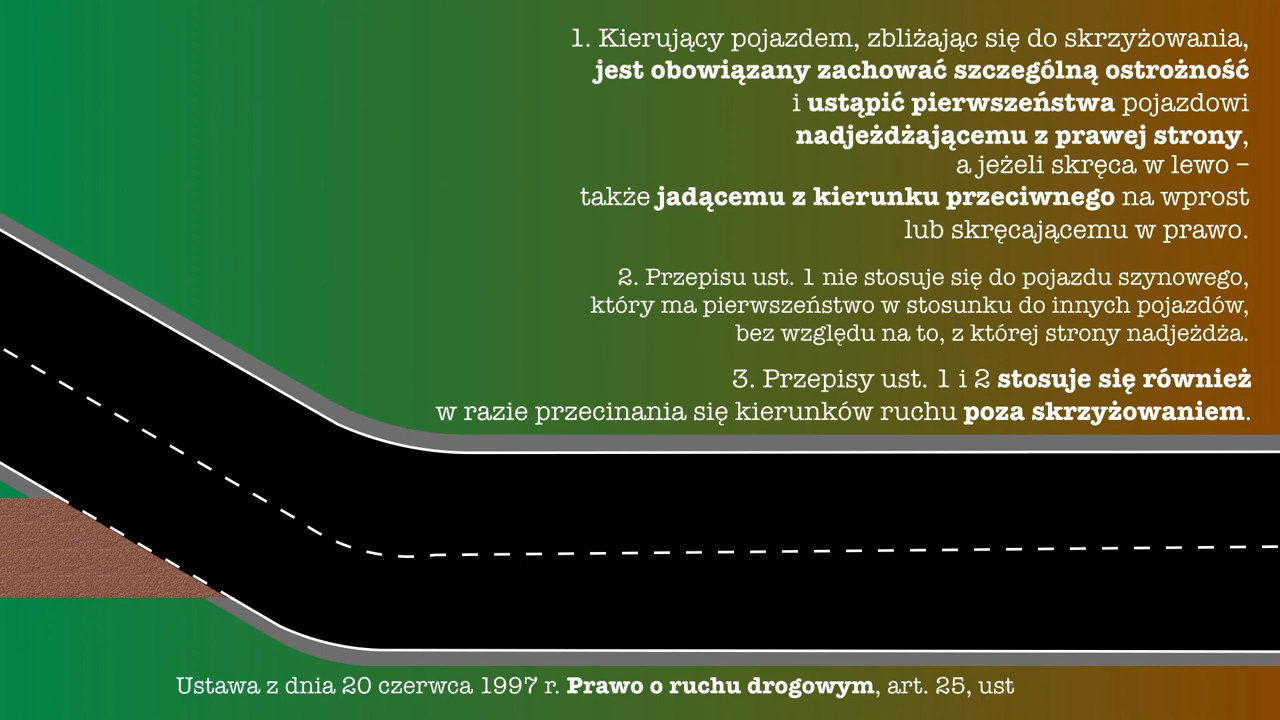 1. Kierujący pojazdem, zbliżając się do skrzyżowania,
jest obowiązany zachować szczególną ostrożność
i ustąpić pierwszeństwa pojazdowi
nadjeżdżającemu z prawej strony,
a jeżeli skręca w lewo –
także jadącemu z kierunku przeciwnego na wprost
lub skręcającemu w prawo.
2. Przepisu ust. 1 nie stosuje się do pojazdu szynowego,
który ma pierwszeństwo w stosunku do innych pojazdów,
bez względu na to, z której strony nadjeżdża.
3. Przepisy ust. 1 i 2 stosuje się również
w razie przecinania się kierunków ruchu poza skrzyżowaniem.
Ustawa z dnia 20 czerwca 1997 r. Prawo o ruchu drogowym, art. 25, ust